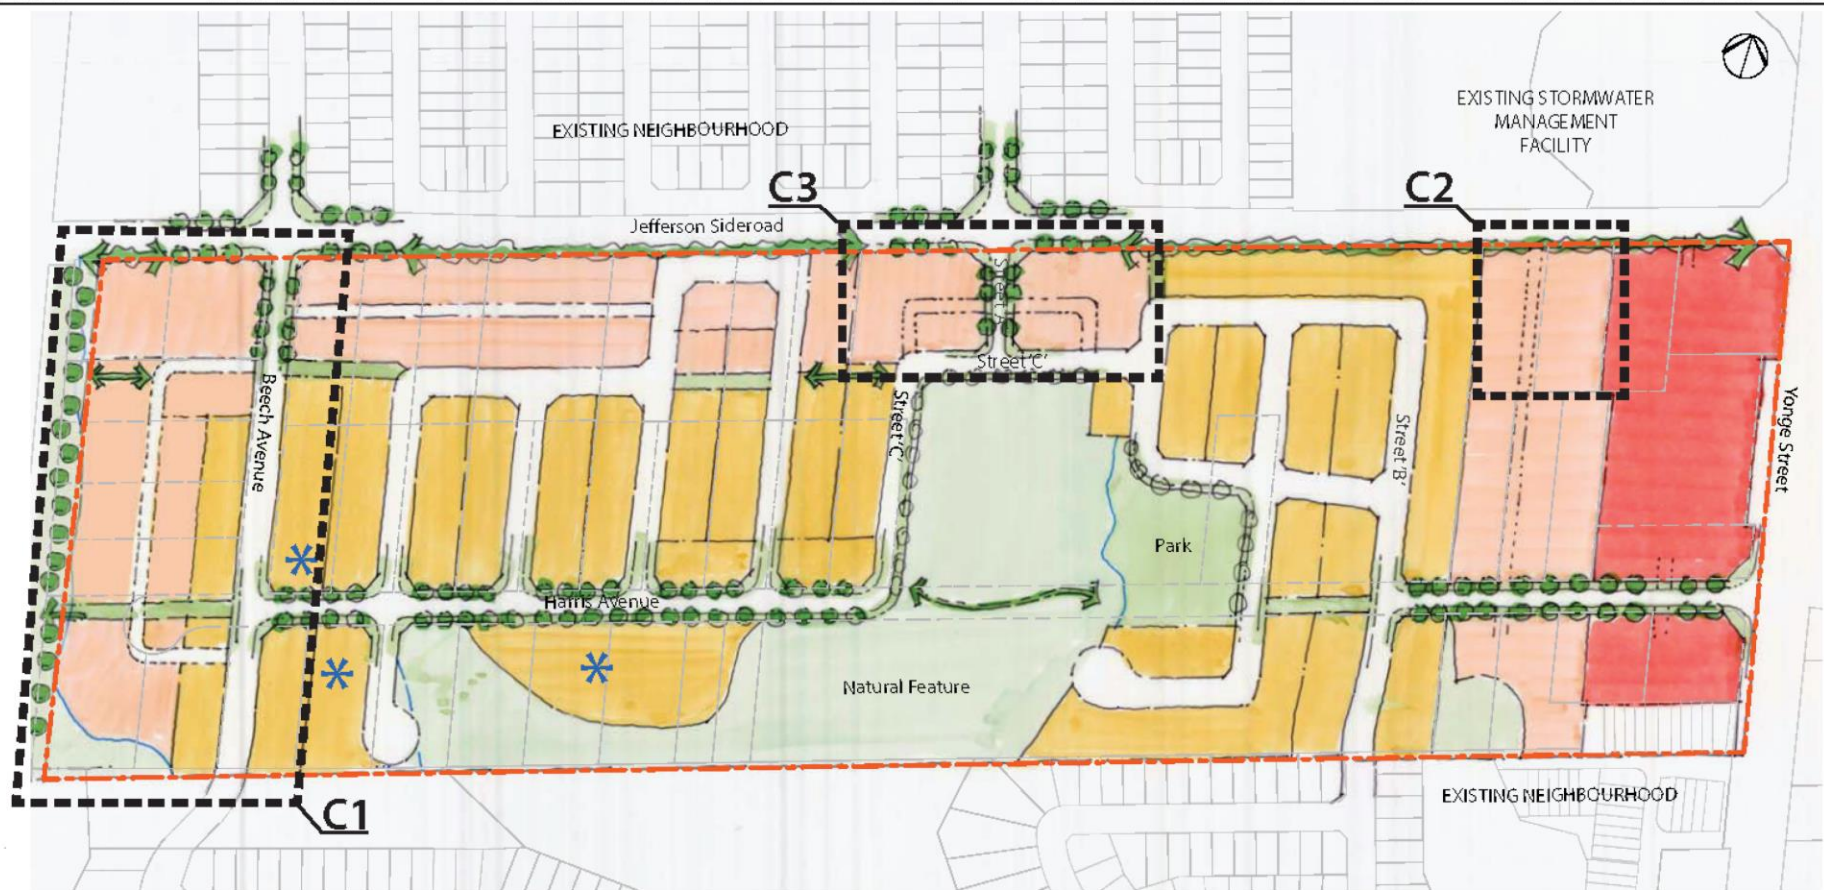 EXISTING STORMWATER
MANAGEMENT
FACILITY
EXISTING NEIGHBOURHOOD
C3
C2
Jefferson Sideroad
Street 'A'
Street 'C'
Beech Avenue
Street 'C'
Street 'B'
Yonge Street
Park
Harris Avenue
Natural Feature
EXISTING NEIGHBOURHOOD
C1